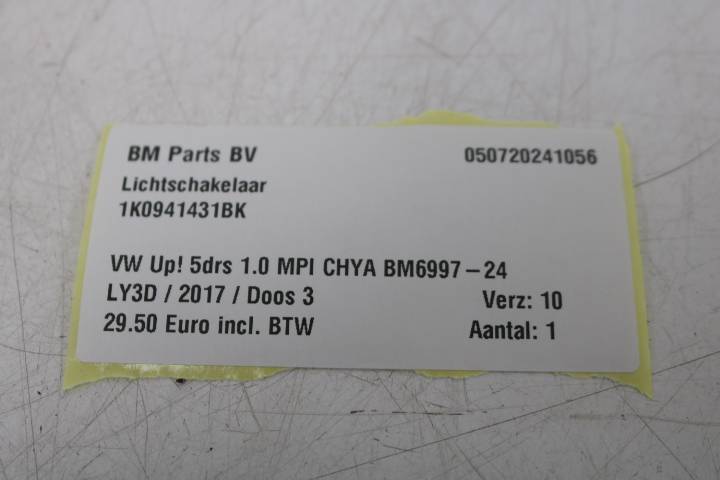 BM Parts BV 050720241056
Lichtschakelaar
1K0941431BK
VW Up! 5drs 1.0 MPI CHYA BM6997-24
LY3D / 2017 / Doos 3 Verz: 10
29.50 Euro incl. BTW Aantal: 1